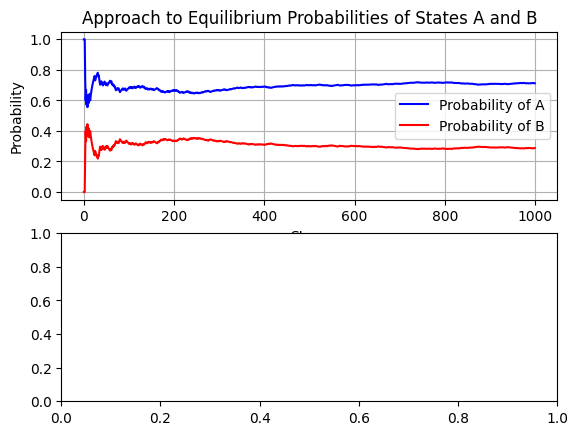 Approach to Equilibrium Probabilities of States A and B
Probability
1.0
0.8
0.6
0.4
0.2
0.0
Probability of A
Probability of B
0 200 400 600 800 1000
1.0
0.8
0.6
0.4
0.2
0.0
0.0 0.2 0.4 0.6 0.8 1.0